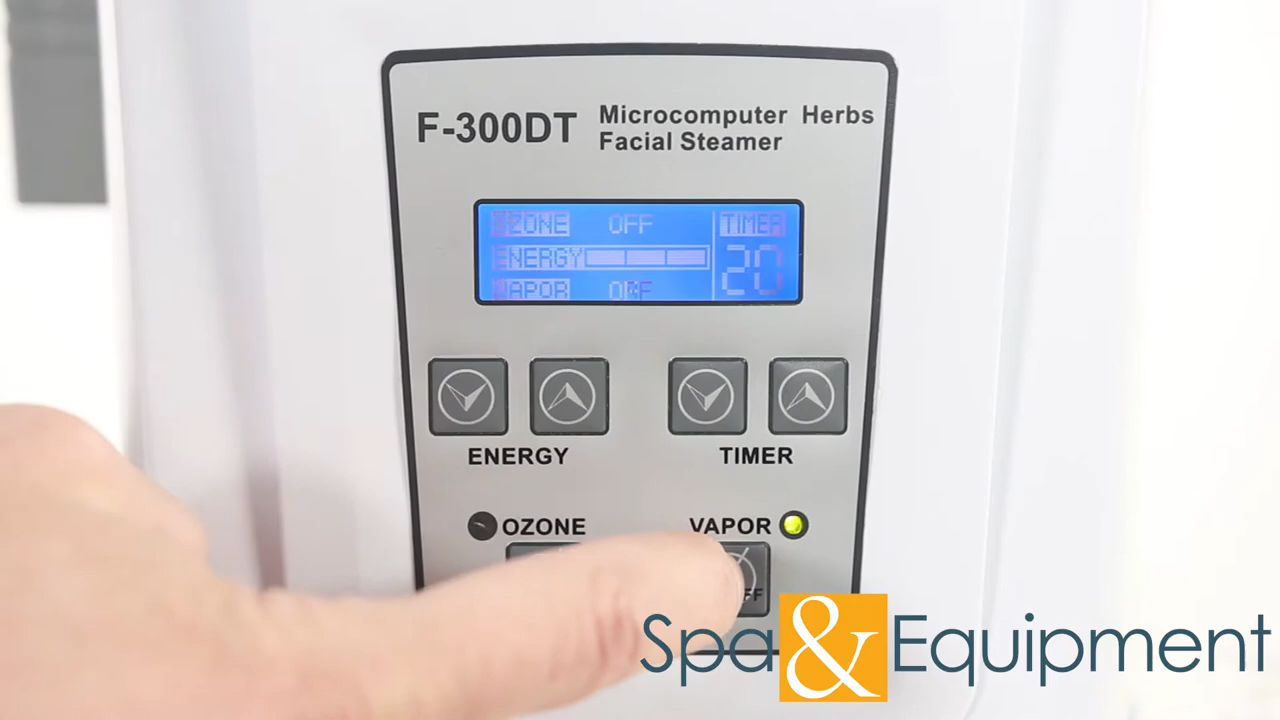 F-300DT Microcomputer Herbs
Facial Steamer
OZONE OFF TIMER
ENERGY 20
VAPOR
ENERGY TIMER
OZONE VAPOR
Spa&Equipment